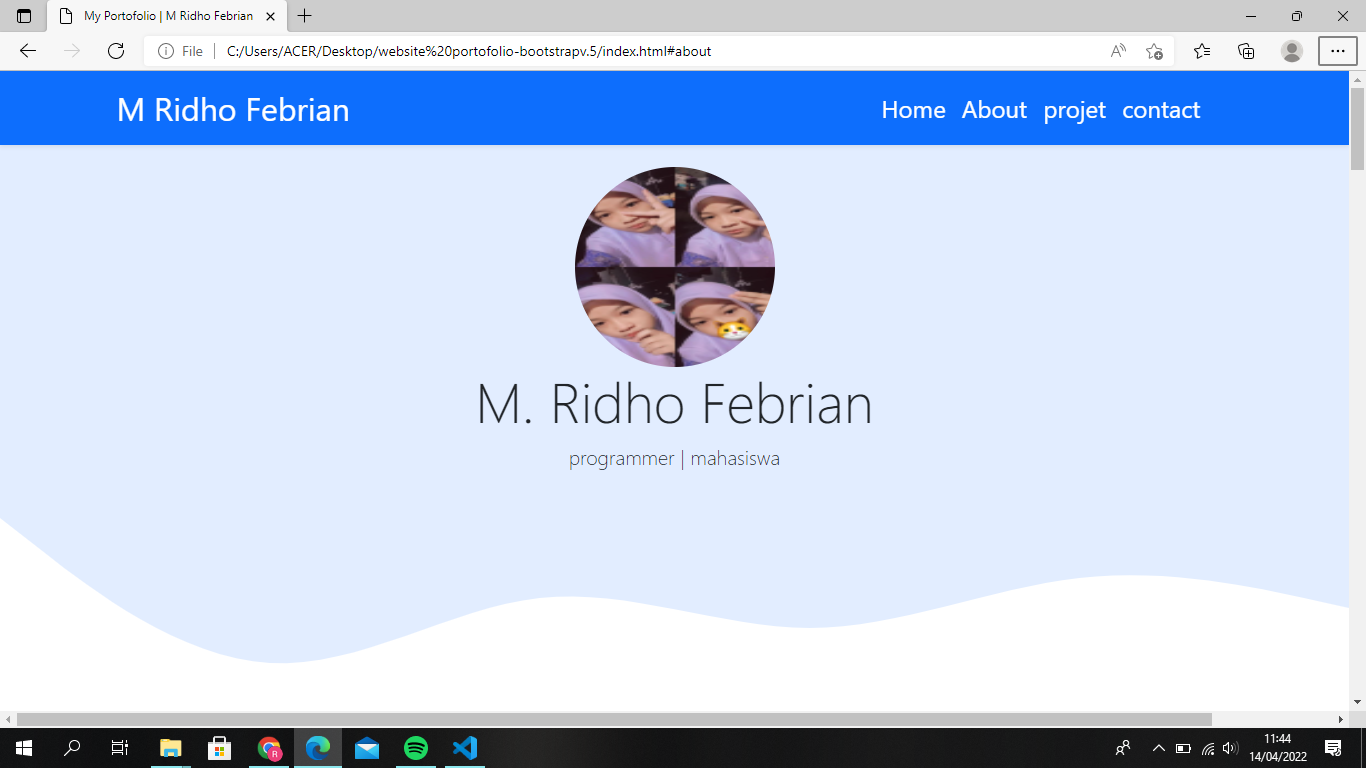 My Portofolio | M Ridho Febrian
File
C:/Users/ACER/Desktop/website%20portofolio-bootstrapv.5/index.html#about
M Ridho Febrian
Home About projet contact
M. Ridho Febrian
programmer | mahasiswa
11:44
14/04/2022